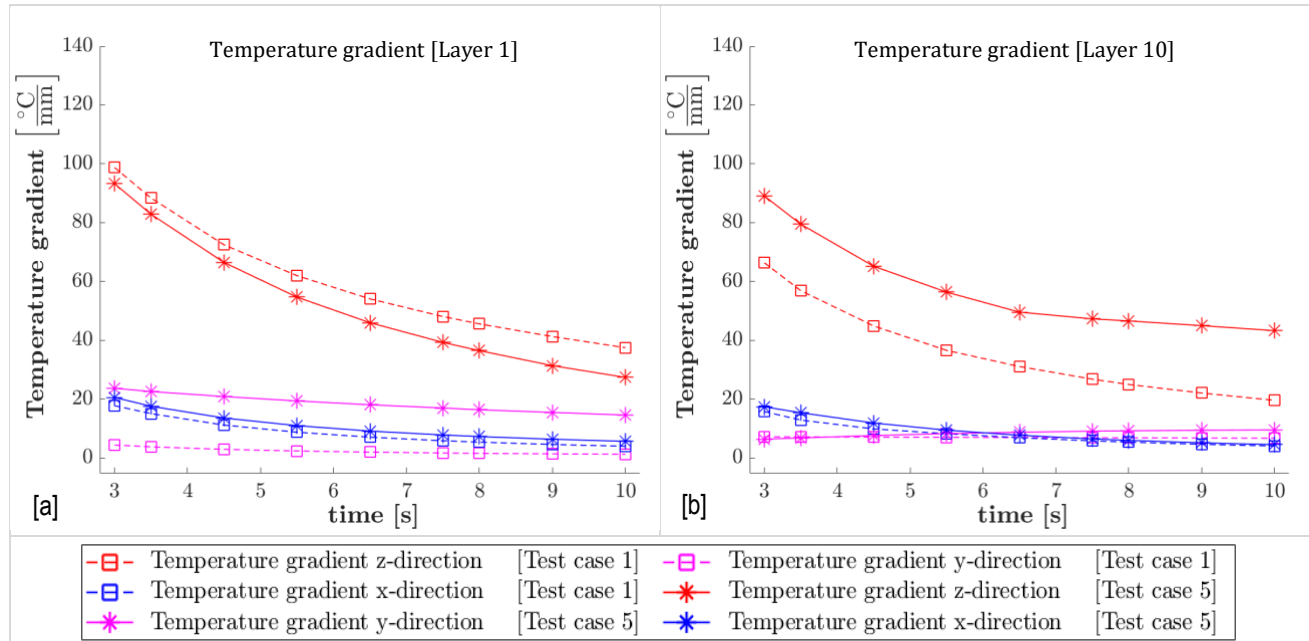 Temperature gradient [Layer 1]
140
120
100
80
60
40
20
0
Temperature gradient [°C/mm]
3 4 5 6 7 8 9 10
time [s]
[a]
Temperature gradient [Layer 10]
140
120
100
80
60
40
20
0
Temperature gradient [°C/mm]
3 4 5 6 7 8 9 10
time [s]
[b]
Temperature gradient z-direction [Test case 1] Temperature gradient y-direction [Test case 1]
Temperature gradient x-direction [Test case 1] Temperature gradient z-direction [Test case 5]
Temperature gradient y-direction [Test case 5] Temperature gradient x-direction [Test case 5]